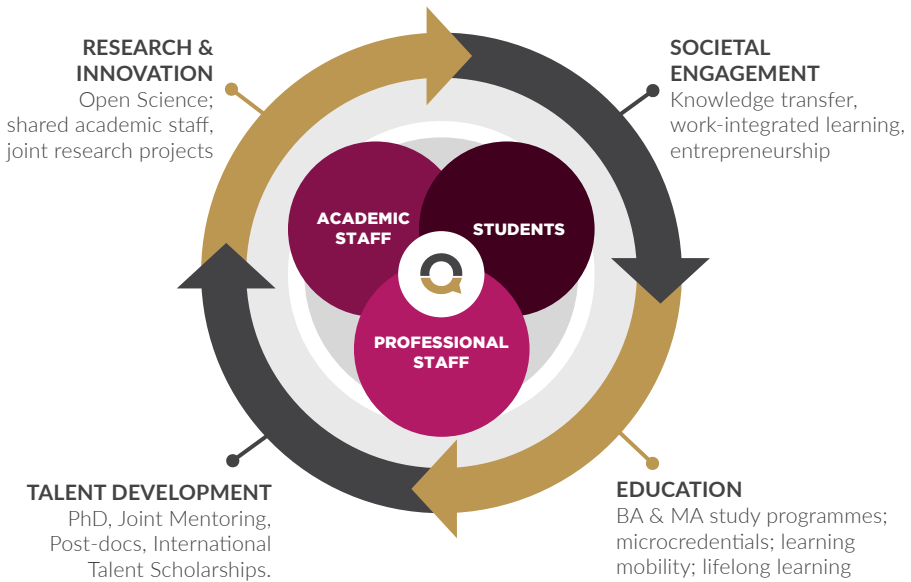 RESEARCH &
INNOVATION
Open Science;
shared academic staff,
joint research projects
SOCIETAL
ENGAGEMENT
Knowledge transfer,
work-integrated learning,
entrepreneurship
ACADEMIC
STAFF
STUDENTS
PROFESSIONAL
STAFF
TALENT DEVELOPMENT
PhD, Joint Mentoring,
Post-docs, International
Talent Scholarships.
EDUCATION
BA & MA study programmes;
microcredentials; learning
mobility; lifelong learning